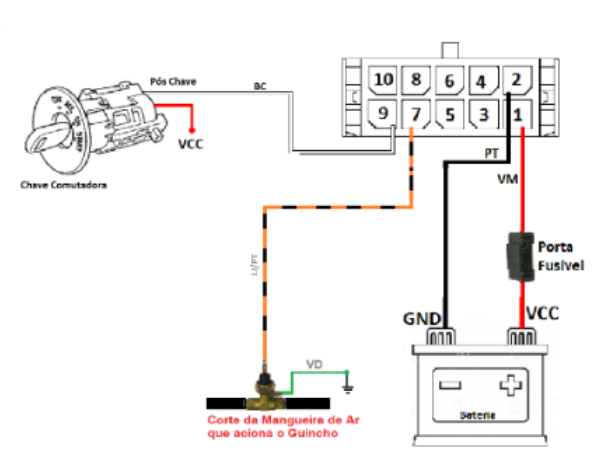 Pós Chave
BC
VCC
Chave Comutadora
10 8 6 4 2
9 7 5 3 1
PT
VM
Porta
Fusível
GND
VCC
LJ/PT
VD
Corte da Mangueira de Ar
que aciona o Guincho
Bateria